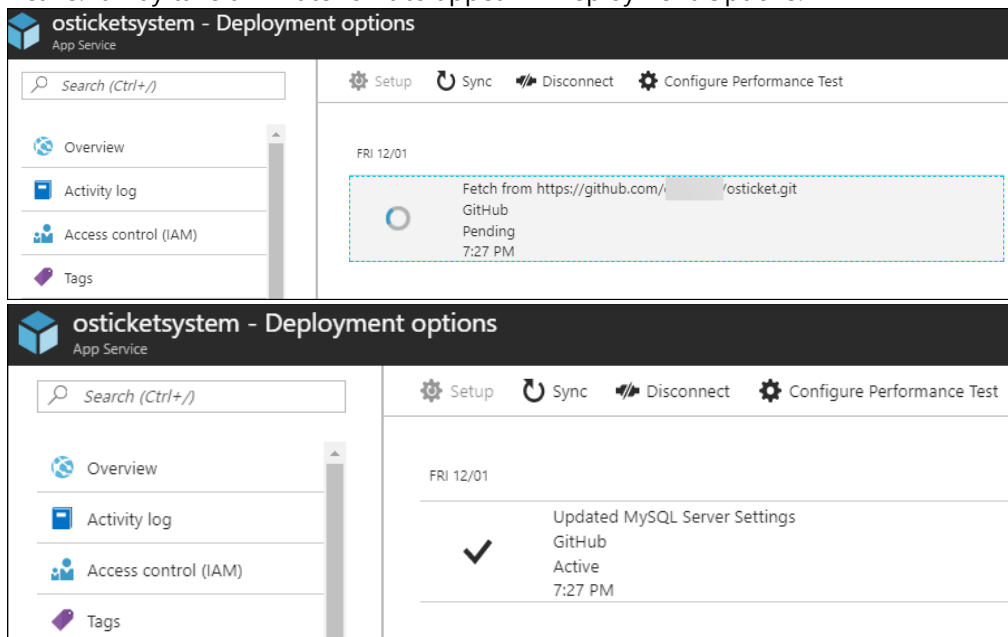 osticketsystem - Deployment options
App Service
Search (Ctrl+/)
Setup Sync Disconnect Configure Performance Test
Overview
Activity log
Access control (IAM)
Tags
FRI 12/01
Fetch from https://github.com/ /osticket.git
GitHub
Pending
7:27 PM
osticketsystem - Deployment options
App Service
Search (Ctrl+/)
Setup Sync Disconnect Configure Performance Test
Overview
Activity log
Access control (IAM)
Tags
FRI 12/01
Updated MySQL Server Settings
GitHub
Active
7:27 PM